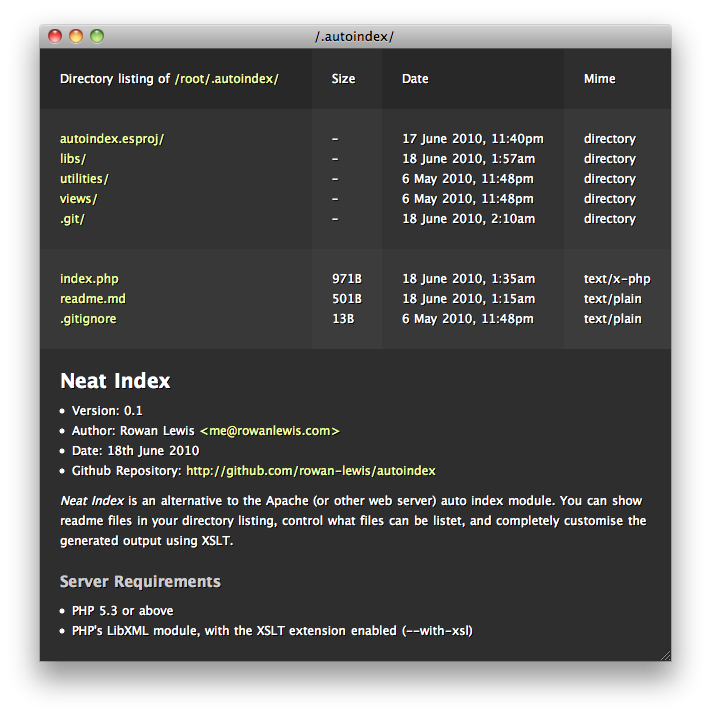 /.autoindex/
Directory listing of /root/.autoindex/ Size Date Mime
autoindex.esproj/ – 17 June 2010, 11:40pm directory
libs/ – 18 June 2010, 1:57am directory
utilities/ – 6 May 2010, 11:48pm directory
views/ – 6 May 2010, 11:48pm directory
.git/ – 18 June 2010, 2:10am directory
index.php 971B 18 June 2010, 1:35am text/x-php
readme.md 501B 18 June 2010, 1:15am text/plain
.gitignore 13B 6 May 2010, 11:48pm text/plain
Neat Index
• Version: 0.1
• Author: Rowan Lewis <me@rowanlewis.com>
• Date: 18th June 2010
• Github Repository: http://github.com/rowan-lewis/autoindex
Neat Index is an alternative to the Apache (or other web server) auto index module. You can show
readme files in your directory listing, control what files can be listet, and completely customise the
generated output using XSLT.
Server Requirements
• PHP 5.3 or above
• PHP's LibXML module, with the XSLT extension enabled (--with-xsl)